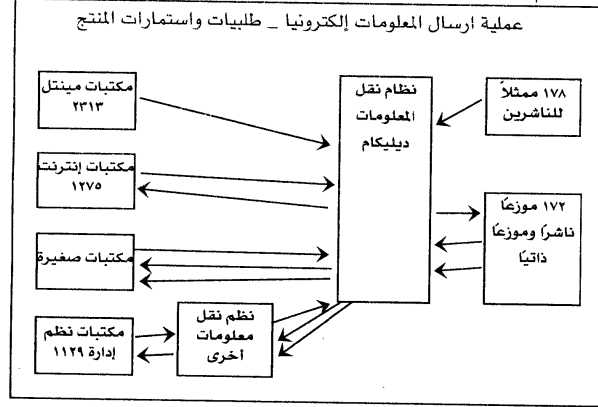 عملية ارسال المعلومات إلكترونيا _ طلبيات واستمارات المنتج
١٧٨ ممثلاً
للناشرين
نظام نقل
المعلومات
ديليكام
مكتبات مينتل
٢٣١٣
مكتبات إنترنت
١٢٧٥
١٧٢ موزعًا
ناشرًا وموزعًا
ذاتيًا
مكتبات صغيرة
نظم نقل
معلومات
أخرى
مكتبات نظم
إدارة ١١٢٩